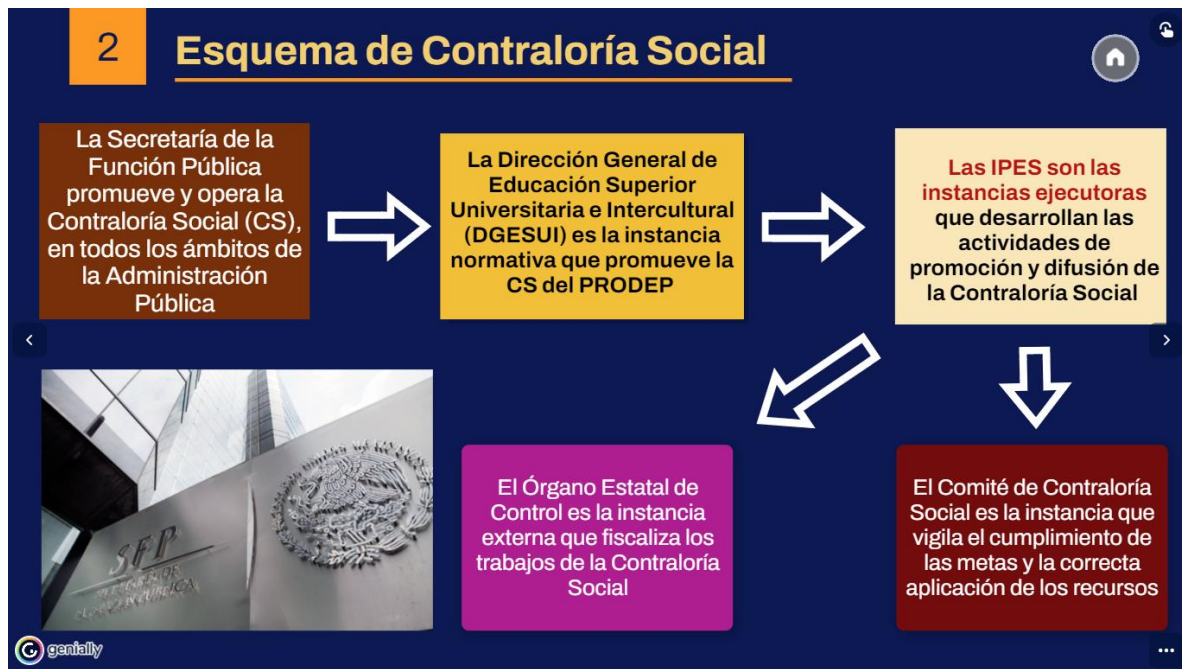 2
Esquema de Contraloría Social
La Secretaría de la
Función Pública
promueve y opera la
Contraloría Social (CS),
en todos los ámbitos de
la Administración
Pública
La Dirección General de
Educación Superior
Universitaria e Intercultural
(DGESUI) es la instancia
normativa que promueve la
CS del PRODEP
Las IPES son las
instancias ejecutoras
que desarrollan las
actividades de
promoción y difusión de
la Contraloría Social
SFP
El Órgano Estatal de
Control es la instancia
externa que fiscaliza los
trabajos de la Contraloría
Social
El Comité de Contraloría
Social es la instancia que
vigila el cumplimiento de
las metas y la correcta
aplicación de los recursos
genially